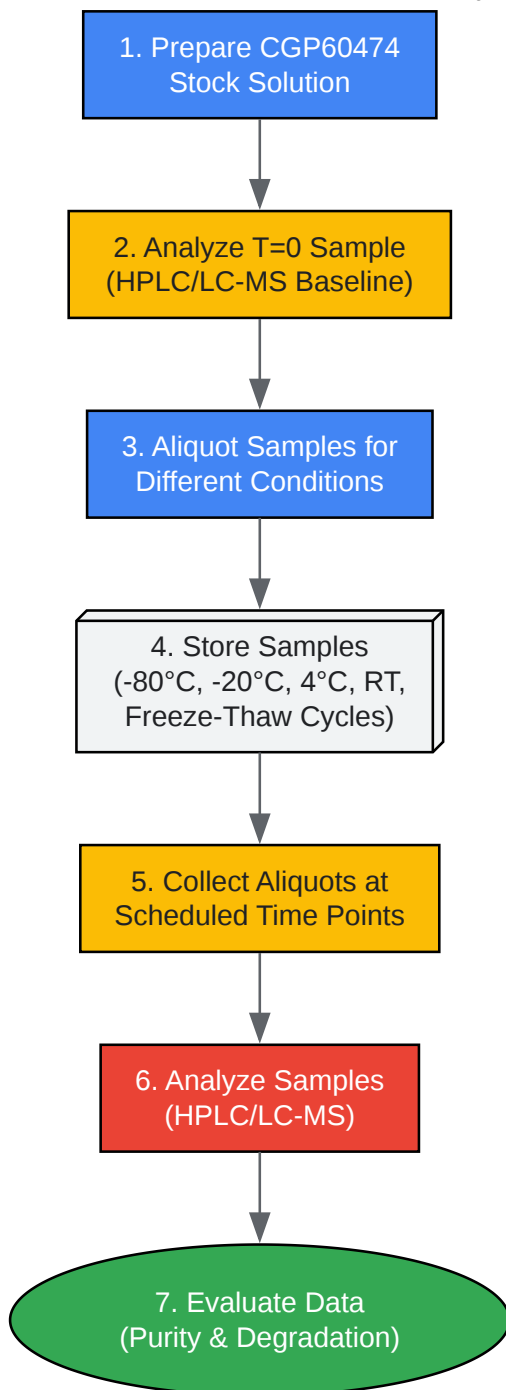 1. Prepare CGP60474
Stock Solution
2. Analyze T=0 Sample
(HPLC/LC-MS Baseline)
3. Aliquot Samples for
Different Conditions
4. Store Samples
(-80°C, -20°C, 4°C, RT,
Freeze-Thaw Cycles)
5. Collect Aliquots at
Scheduled Time Points
6. Analyze Samples
(HPLC/LC-MS)
7. Evaluate Data
(Purity & Degradation)